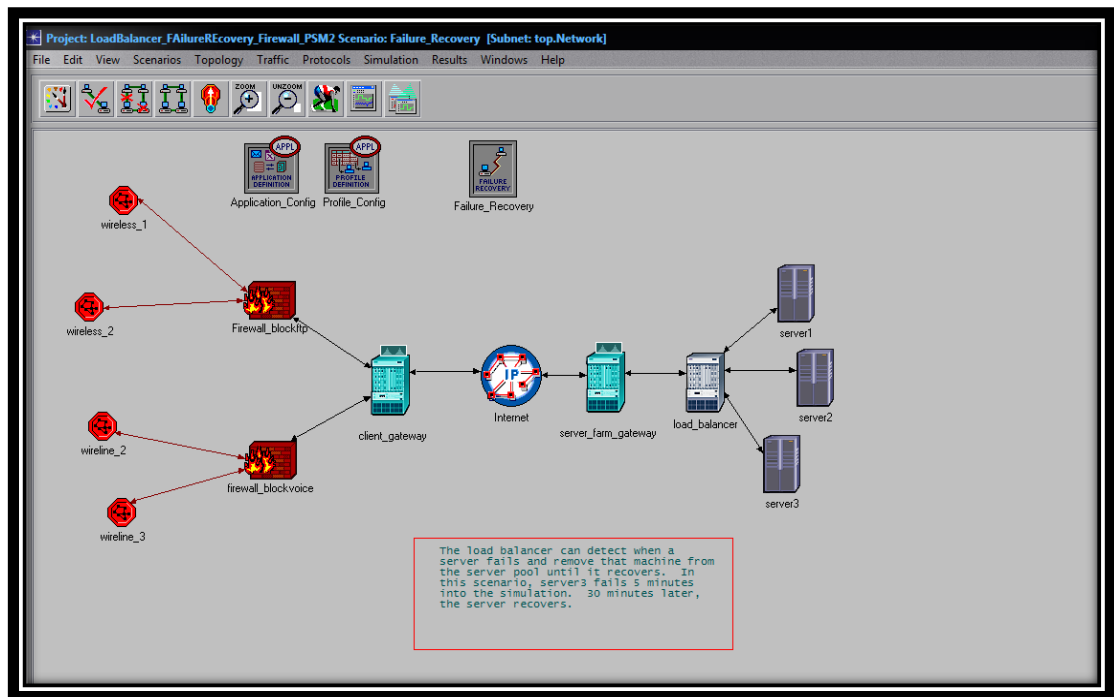 Project: LoadBalancer_FAilureREcovery_Firewall_PSM2 Scenario: Failure_Recovery [Subnet: top.Network]
File Edit View Scenarios Topology Traffic Protocols Simulation Results Windows Help
ZOOM
UNZOOM
APPL
APPLICATION
DEFINITION
Application_Config
APPL
PROFILE
DEFINITION
Profile_Config
FAILURE
RECOVERY
Failure_Recovery
wireless_1
wireless_2
Firewall_blockftp
client_gateway
IP
Internet
server_farm_gateway
load_balancer
server1
server2
server3
wireline_2
firewall_blockvoice
wireline_3
The load balancer can detect when a
server fails and remove that machine from
the server pool until it recovers. In
this scenario, server3 fails 5 minutes
into the simulation. 30 minutes later,
the server recovers.